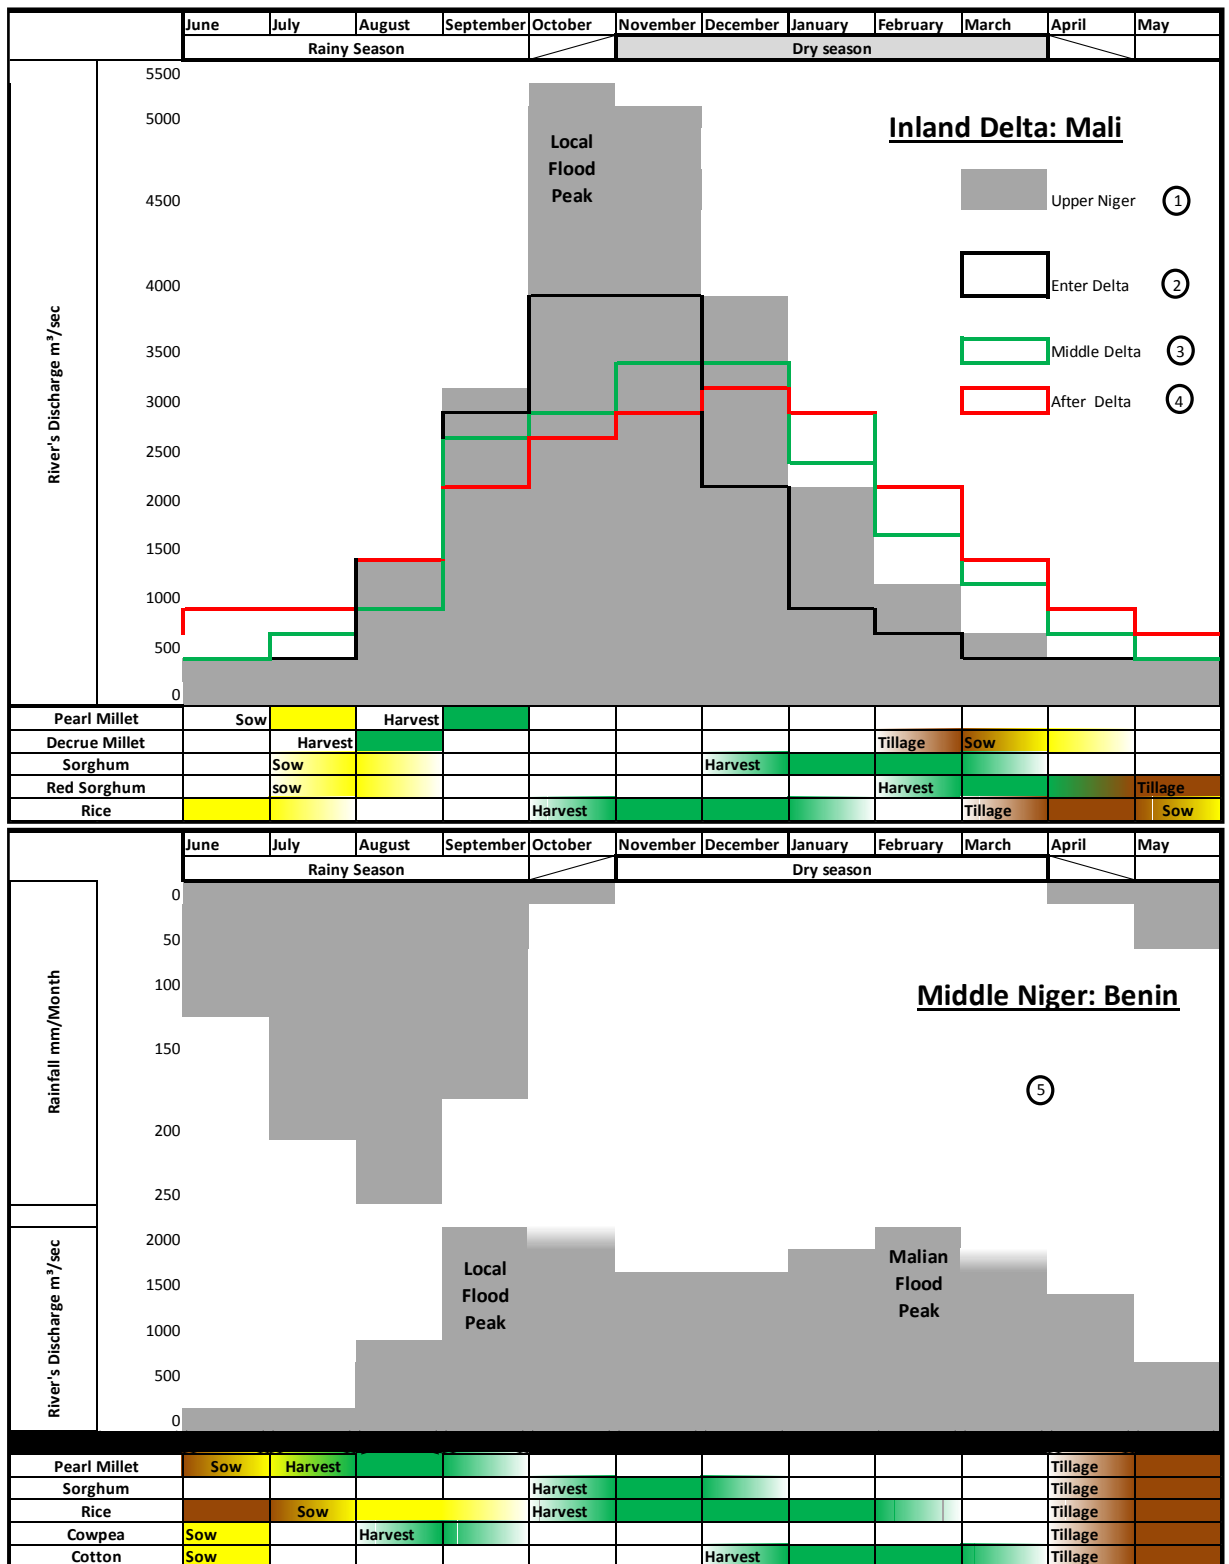 June July August September October November December January February March April May
Rainy Season Dry season
5500
5000
4500
4000
3500
3000
2500
2000
1500
1000
500
0
River's Discharge m³/sec
Inland Delta: Mali
Local
Flood
Peak
Upper Niger 1
Enter Delta 2
Middle Delta 3
After Delta 4
Pearl Millet Sow Harvest
Decrue Millet Harvest Tillage Sow
Sorghum Sow Harvest
Red Sorghum sow Harvest Tillage
Rice Harvest Tillage Sow
June July August September October November December January February March April May
Rainy Season Dry season
0
50
100
150
200
250
Rainfall mm/Month
Middle Niger: Benin
5
2000
1500
1000
500
0
River's Discharge m³/sec
Local
Flood
Peak
Malian
Flood
Peak
Pearl Millet Sow Harvest Tillage
Sorghum Harvest Tillage
Rice Sow Harvest Tillage
Cowpea Sow Harvest Tillage
Cotton Sow Harvest Tillage